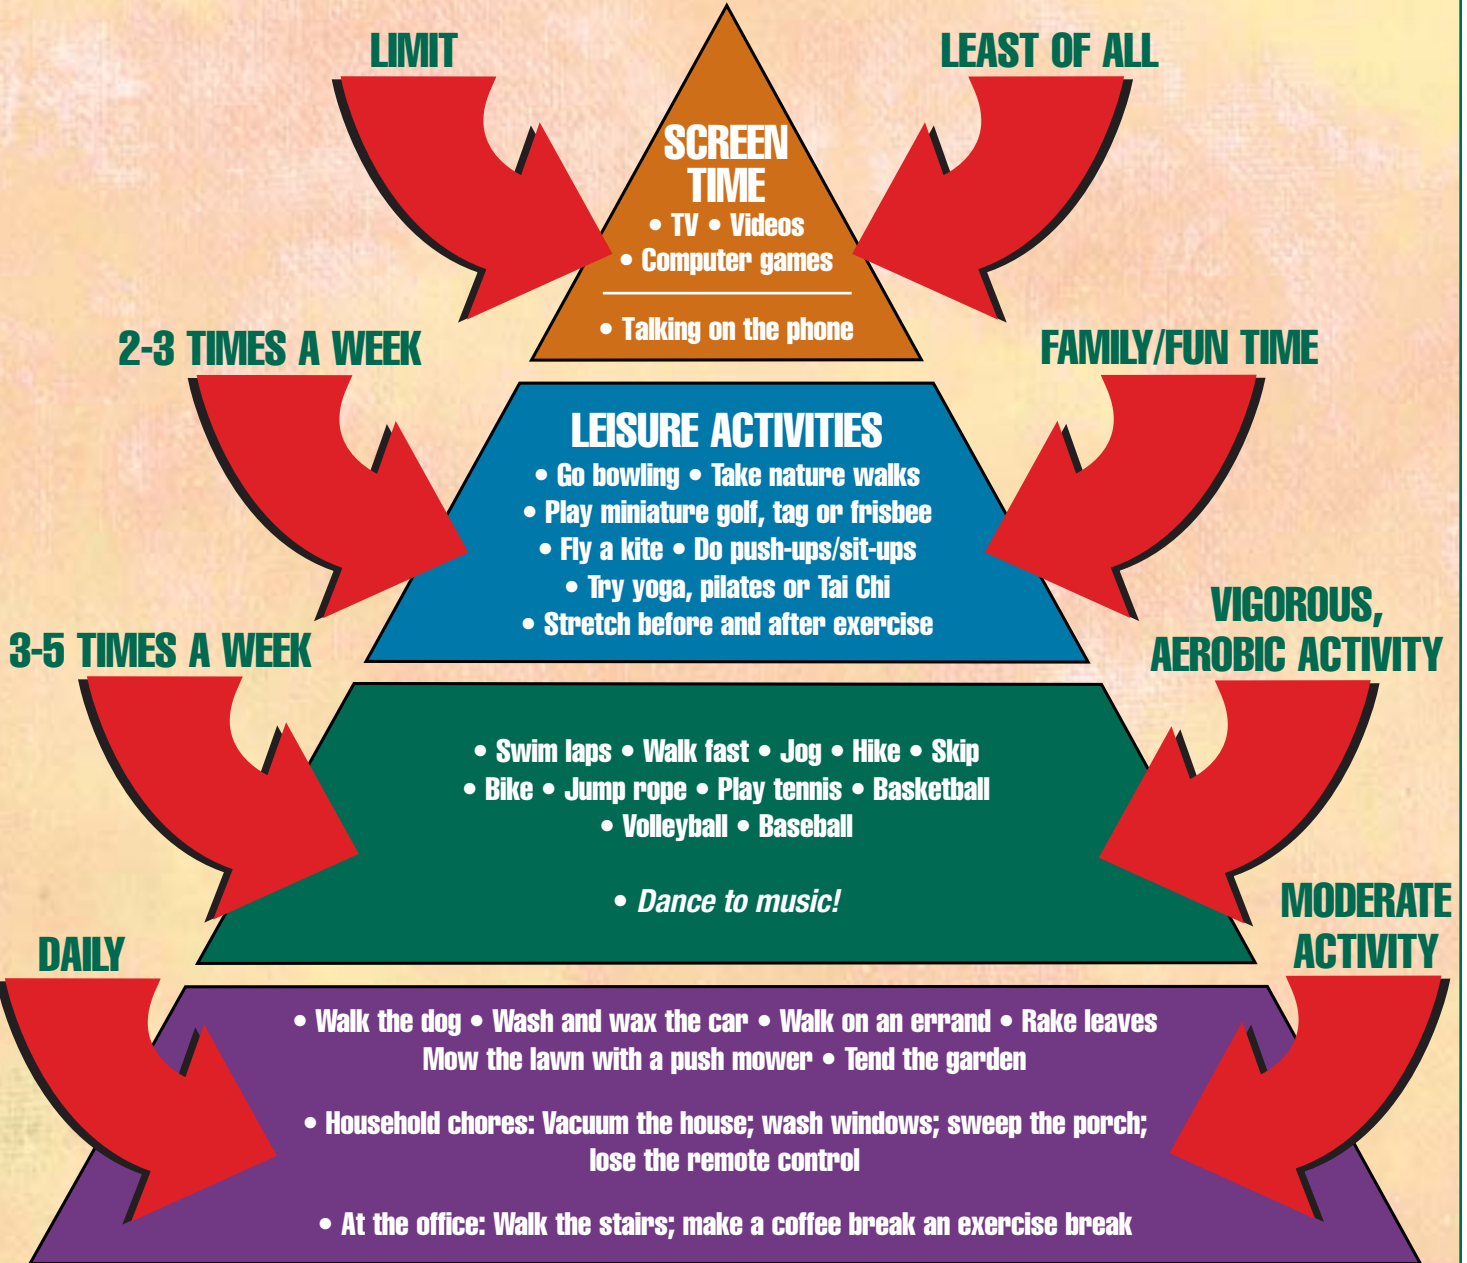 LIMIT
LEAST OF ALL
SCREEN
TIME
• TV • Videos
• Computer games
• Talking on the phone
2-3 TIMES A WEEK
FAMILY/FUN TIME
LEISURE ACTIVITIES
• Go bowling • Take nature walks
• Play miniature golf, tag or frisbee
• Fly a kite • Do push-ups/sit-ups
• Try yoga, pilates or Tai Chi
• Stretch before and after exercise
3-5 TIMES A WEEK
VIGOROUS,
AEROBIC ACTIVITY
• Swim laps • Walk fast • Jog • Hike • Skip
• Bike • Jump rope • Play tennis • Basketball
• Volleyball • Baseball
• Dance to music!
DAILY
MODERATE
ACTIVITY
• Walk the dog • Wash and wax the car • Walk on an errand • Rake leaves
Mow the lawn with a push mower • Tend the garden
• Household chores: Vacuum the house; wash windows; sweep the porch;
lose the remote control
• At the office: Walk the stairs; make a coffee break an exercise break